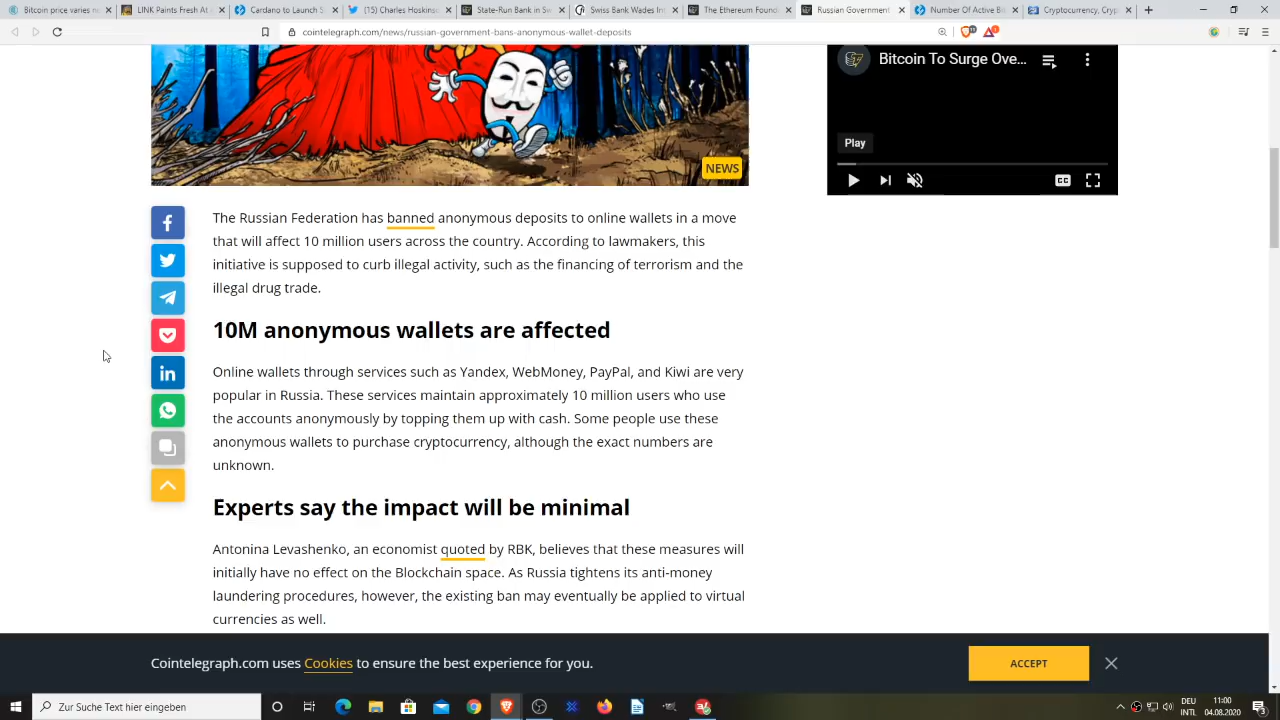 Bitcoin price varies no
LINK Paints Fresh At
Cardano to Launch S
(15) Charles Hoskins
State-Run Bank in Sw
Swiss Bank Wades In
The Ethereum Founda
Russian Government
Number Of Active Bi
Cryptocurrency, Cryp
cointelegraph.com/news/russian-government-bans-anonymous-wallet-deposits
Bitcoin To Surge Ove...
Play
CC
NEWS
The Russian Federation has banned anonymous deposits to online wallets in a move
that will affect 10 million users across the country. According to lawmakers, this
initiative is supposed to curb illegal activity, such as the financing of terrorism and the
illegal drug trade.
10M anonymous wallets are affected
Online wallets through services such as Yandex, WebMoney, PayPal, and Kiwi are very
popular in Russia. These services maintain approximately 10 million users who use
the accounts anonymously by topping them up with cash. Some people use these
anonymous wallets to purchase cryptocurrency, although the exact numbers are
unknown.
Experts say the impact will be minimal
Antonina Levashenko, an economist quoted by RBK, believes that these measures will
initially have no effect on the Blockchain space. As Russia tightens its anti-money
laundering procedures, however, the existing ban may eventually be applied to virtual
currencies as well.
Cointelegraph.com uses Cookies to ensure the best experience for you.
ACCEPT
Zur Suche Text hier eingeben
DEU
INTL
11:00
04.08.2020